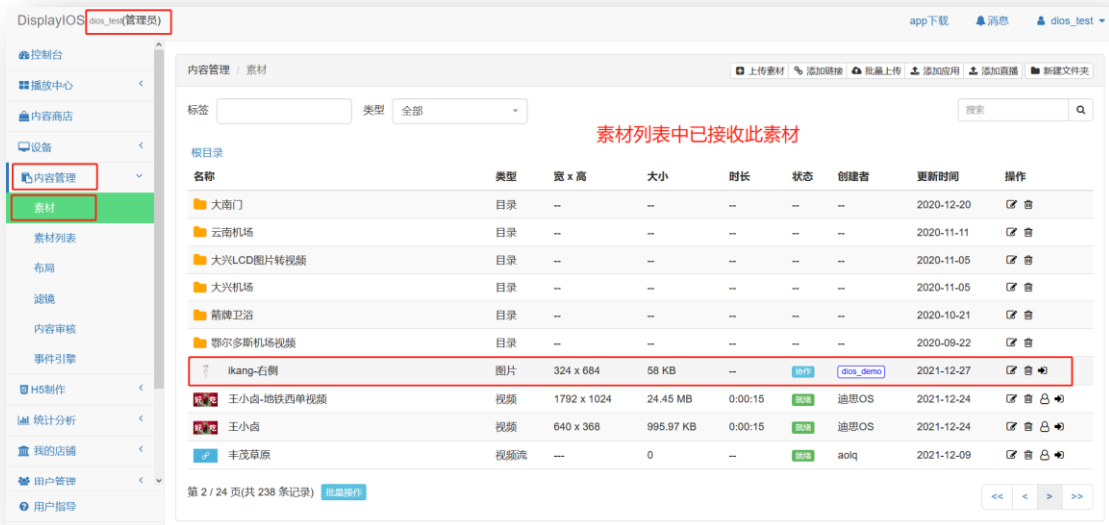 DisplayIOS dios_test(管理员) app下载 消息 dios_test
控制台
播放中心
内容商店
设备
内容管理
素材
素材列表
布局
滤镜
内容审核
事件引擎
H5制作
统计分析
我的店铺
用户管理
用户指导
内容管理 / 素材 上传素材 添加链接 批量上传 添加应用 添加直播 新建文件夹
标签 类型 全部 搜索
素材列表中已接收此素材
根目录
名称 类型 宽 x 高 大小 时长 状态 创建者 更新时间 操作
大南门 目录 -- -- -- -- -- 2020-12-20
云南机场 目录 -- -- -- -- -- 2020-11-11
大兴LCD图片转视频 目录 -- -- -- -- -- 2020-11-05
大兴机场 目录 -- -- -- -- -- 2020-11-05
箭牌卫浴 目录 -- -- -- -- -- 2020-10-21
鄂尔多斯机场视频 目录 -- -- -- -- -- 2020-09-22
ikang-右侧 图片 324 x 684 58 KB -- 协作 dios_demo 2021-12-27
王小卤-地铁西单视频 视频 1792 x 1024 24.45 MB 0:00:15 就绪 迪思OS 2021-12-24
王小卤 视频 640 x 368 995.97 KB 0:00:15 就绪 迪思OS 2021-12-24
丰茂草原 视频流 --- 0 -- 就绪 aolq 2021-12-09
第 2 / 24 页(共 238 条记录) 批量操作 << < > >>